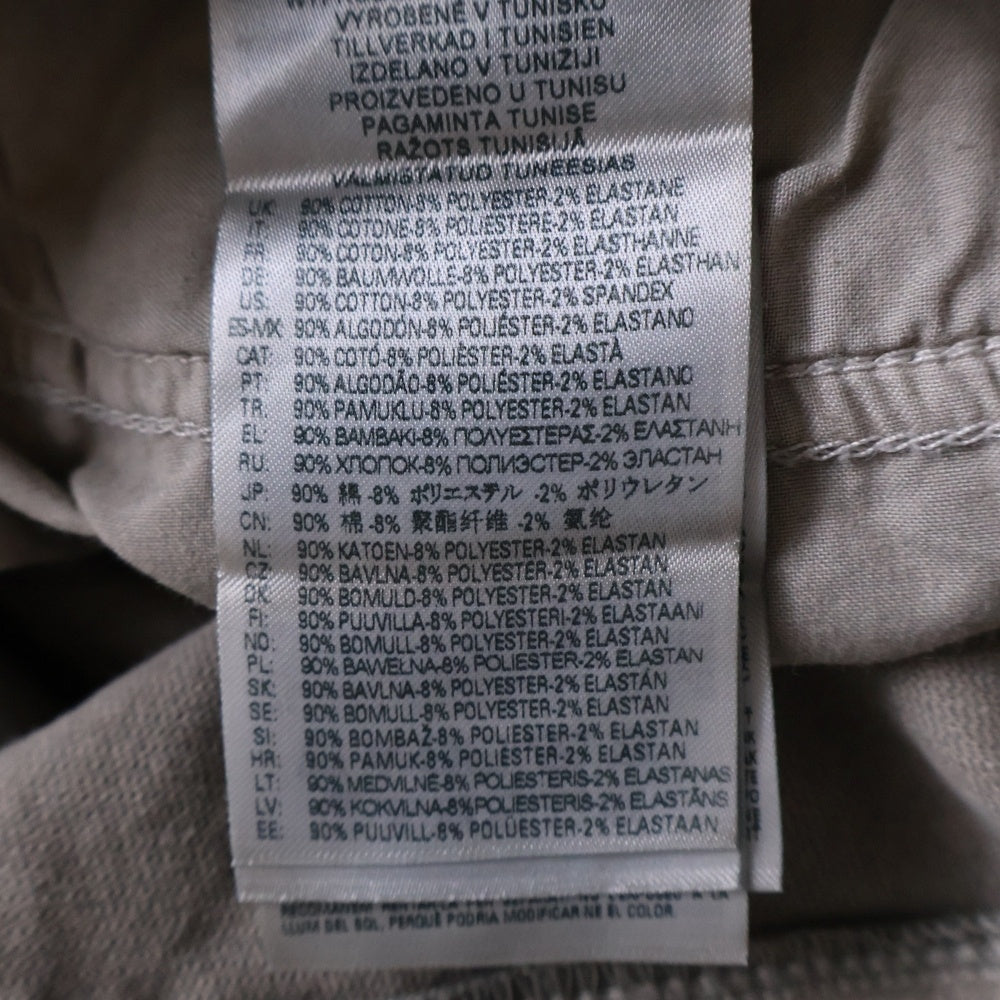 VYROBENÉ V TUNISKU
TILLVERKAD I TUNISIEN
IZDELANO V TUNIZIJI
PROIZVEDENO U TUNISU
PAGAMINTA TUNISE
RAŽOTS TUNISIJĀ
VALMISTATUD TUNEESIAS
UK: 90% COTTON-8% POLYESTER-2% ELASTANE
IT: 90% COTONE-8% POLIESTERE-2% ELASTAN
FR: 90% COTON-8% POLYESTER-2% ELASTHANNE
DE: 90% BAUMWOLLE-8% POLYESTER-2% ELASTHAN
US: 90% COTTON-8% POLYESTER-2% SPANDEX
ES-MX: 90% ALGODÓN-8% POLIÉSTER-2% ELASTANO
CAT: 90% COTÓ-8% POLIÈSTER-2% ELASTÀ
PT: 90% ALGODÃO-8% POLIÉSTER-2% ELASTANO
TR: 90% PAMUKLU-8% POLYESTER-2% ELASTAN
EL: 90% ΒΑΜΒΑΚΙ-8% ΠΟΛΥΕΣΤΕΡΑΣ-2% ΕΛΑΣΤΑΝΗ
RU: 90% ХЛОПОК-8% ПОЛИЭСТЕР-2% ЭЛАСТАН
JP: 90% 綿 -8% ポリエステル -2% ポリウレタン
CN: 90% 棉 -8% 聚酯纤维 -2% 氨纶
NL: 90% KATOEN-8% POLYESTER-2% ELASTAN
CZ: 90% BAVLNA-8% POLYESTER-2% ELASTAN
DK: 90% BOMULD-8% POLYESTER-2% ELASTAN
FI: 90% PUUVILLA-8% POLYESTERI-2% ELASTAANI
NO: 90% BOMULL-8% POLYESTER-2% ELASTAN
PL: 90% BAWEŁNA-8% POLIESTER-2% ELASTAN
SK: 90% BAVLNA-8% POLYESTER-2% ELASTÁN
SE: 90% BOMULL-8% POLYESTER-2% ELASTAN
SI: 90% BOMBAŽ-8% POLYESTER-2% ELASTAN
HR: 90% PAMUK-8% POLIESTER-2% ELASTAN
LT: 90% MEDVILNĖ-8% POLIESTERIS-2% ELASTANAS
LV: 90% KOKVILNA-8%POLIESTERIS-2% ELASTĀNS
EE: 90% PUUVILL-8% POLÜESTER-2% ELASTAAN
LLUM DEL SOL, PERQUÈ PODRIA MODIFICAR-NE EL COLOR.